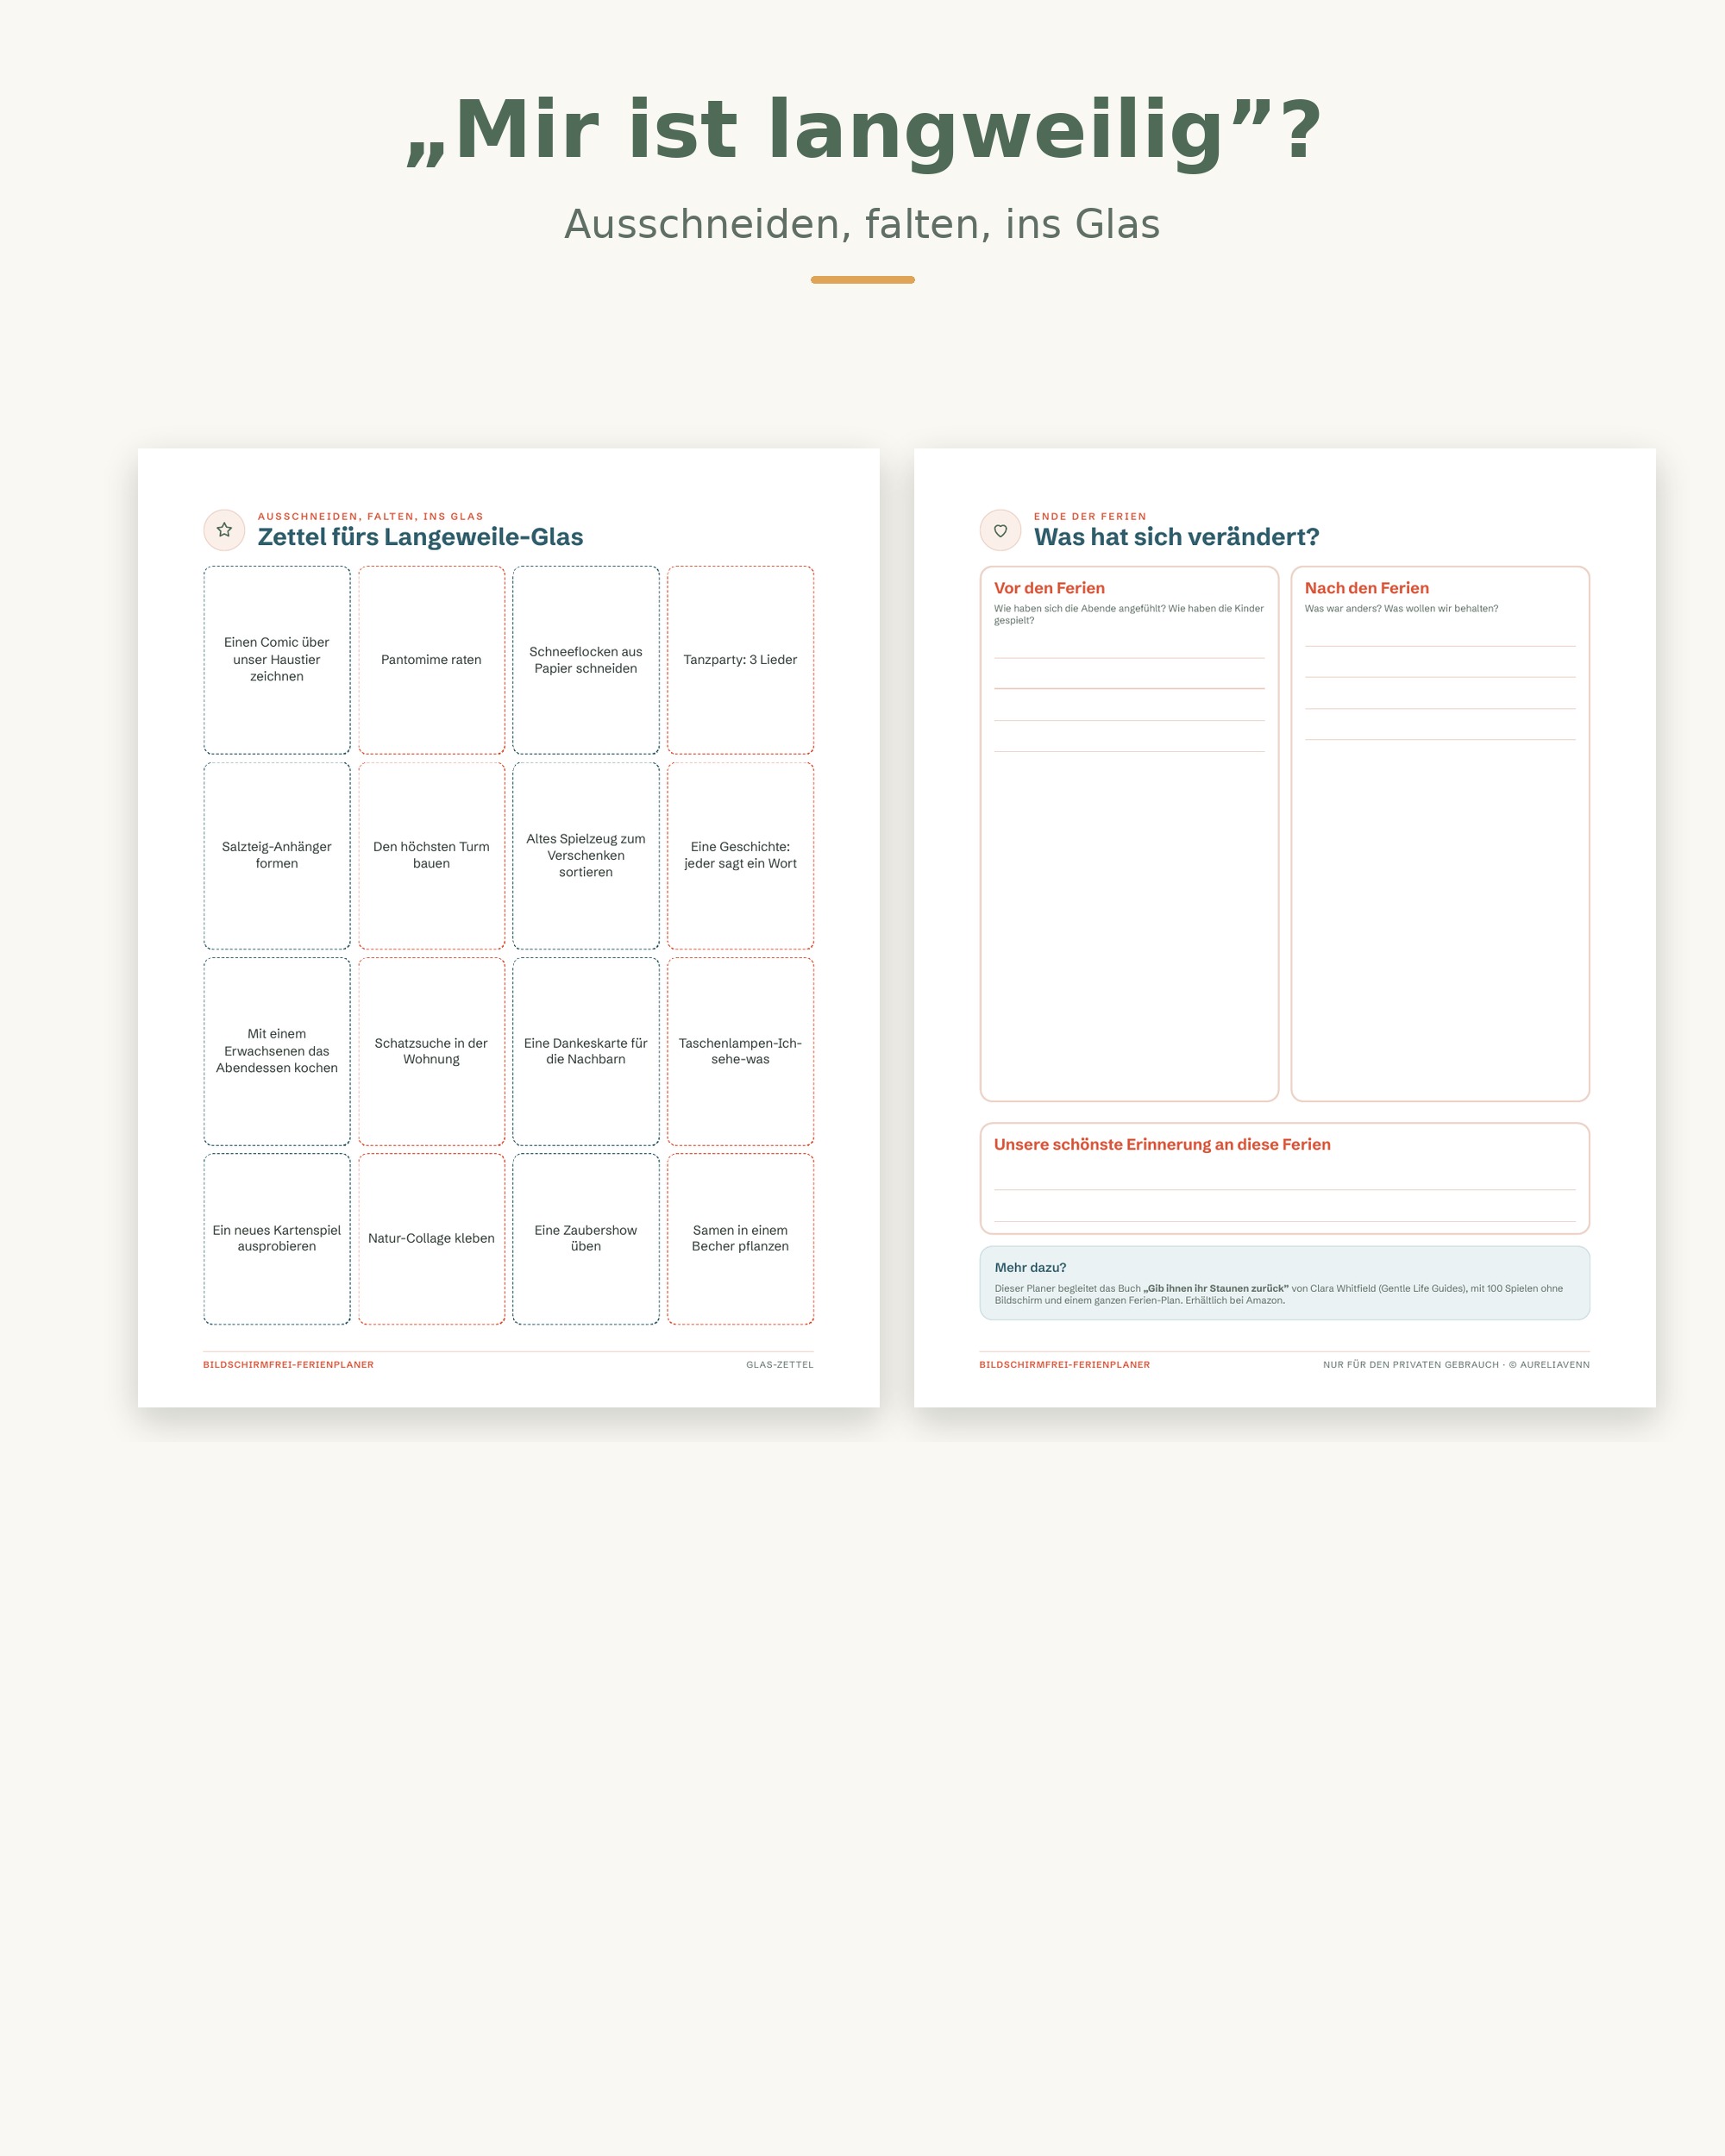 „Mir ist langweilig”?
Ausschneiden, falten, ins Glas
AUSSCHNEIDEN, FALTEN, INS GLAS
Zettel fürs Langeweile-Glas
Einen Comic über
unser Haustier
zeichnen
Pantomime raten
Schneeflocken aus
Papier schneiden
Tanzparty: 3 Lieder
Salzteig-Anhänger
formen
Den höchsten Turm
bauen
Altes Spielzeug zum
Verschenken
sortieren
Eine Geschichte:
jeder sagt ein Wort
Mit einem
Erwachsenen das
Abendessen kochen
Schatzsuche in der
Wohnung
Eine Dankeskarte für
die Nachbarn
Taschenlampen-Ich-
sehe-was
Ein neues Kartenspiel
ausprobieren
Natur-Collage kleben
Eine Zaubershow
üben
Samen in einem
Becher pflanzen
BILDSCHIRMFREI-FERIENPLANER
GLAS-ZETTEL
ENDE DER FERIEN
Was hat sich verändert?
Vor den Ferien
Wie haben sich die Abende angefühlt? Wie haben die Kinder
gespielt?
Nach den Ferien
Was war anders? Was wollen wir behalten?
Unsere schönste Erinnerung an diese Ferien
Mehr dazu?
Dieser Planer begleitet das Buch „Gib ihnen ihr Staunen zurück” von Clara Whitfield (Gentle Life Guides), mit 100 Spielen ohne
Bildschirm und einem ganzen Ferien-Plan. Erhältlich bei Amazon.
BILDSCHIRMFREI-FERIENPLANER
NUR FÜR DEN PRIVATEN GEBRAUCH · © AURELIAVENN